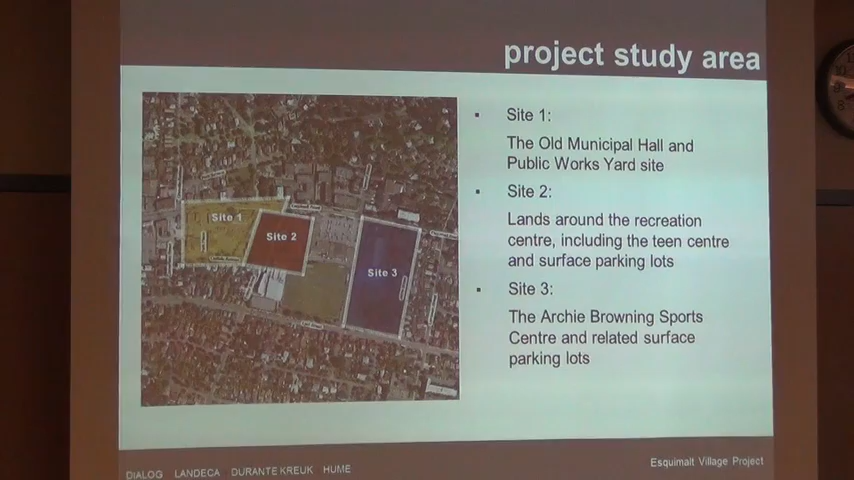 project study area
Site 1:
The Old Municipal Hall and
Public Works Yard site
Site 2:
Lands around the recreation
centre, including the teen centre
and surface parking lots
Site 3:
The Archie Browning Sports
Centre and related surface
parking lots
Site 1
Site 2
Site 3
DIALOG LANDECA DURANTE KREUK HUME
Esquimalt Village Project